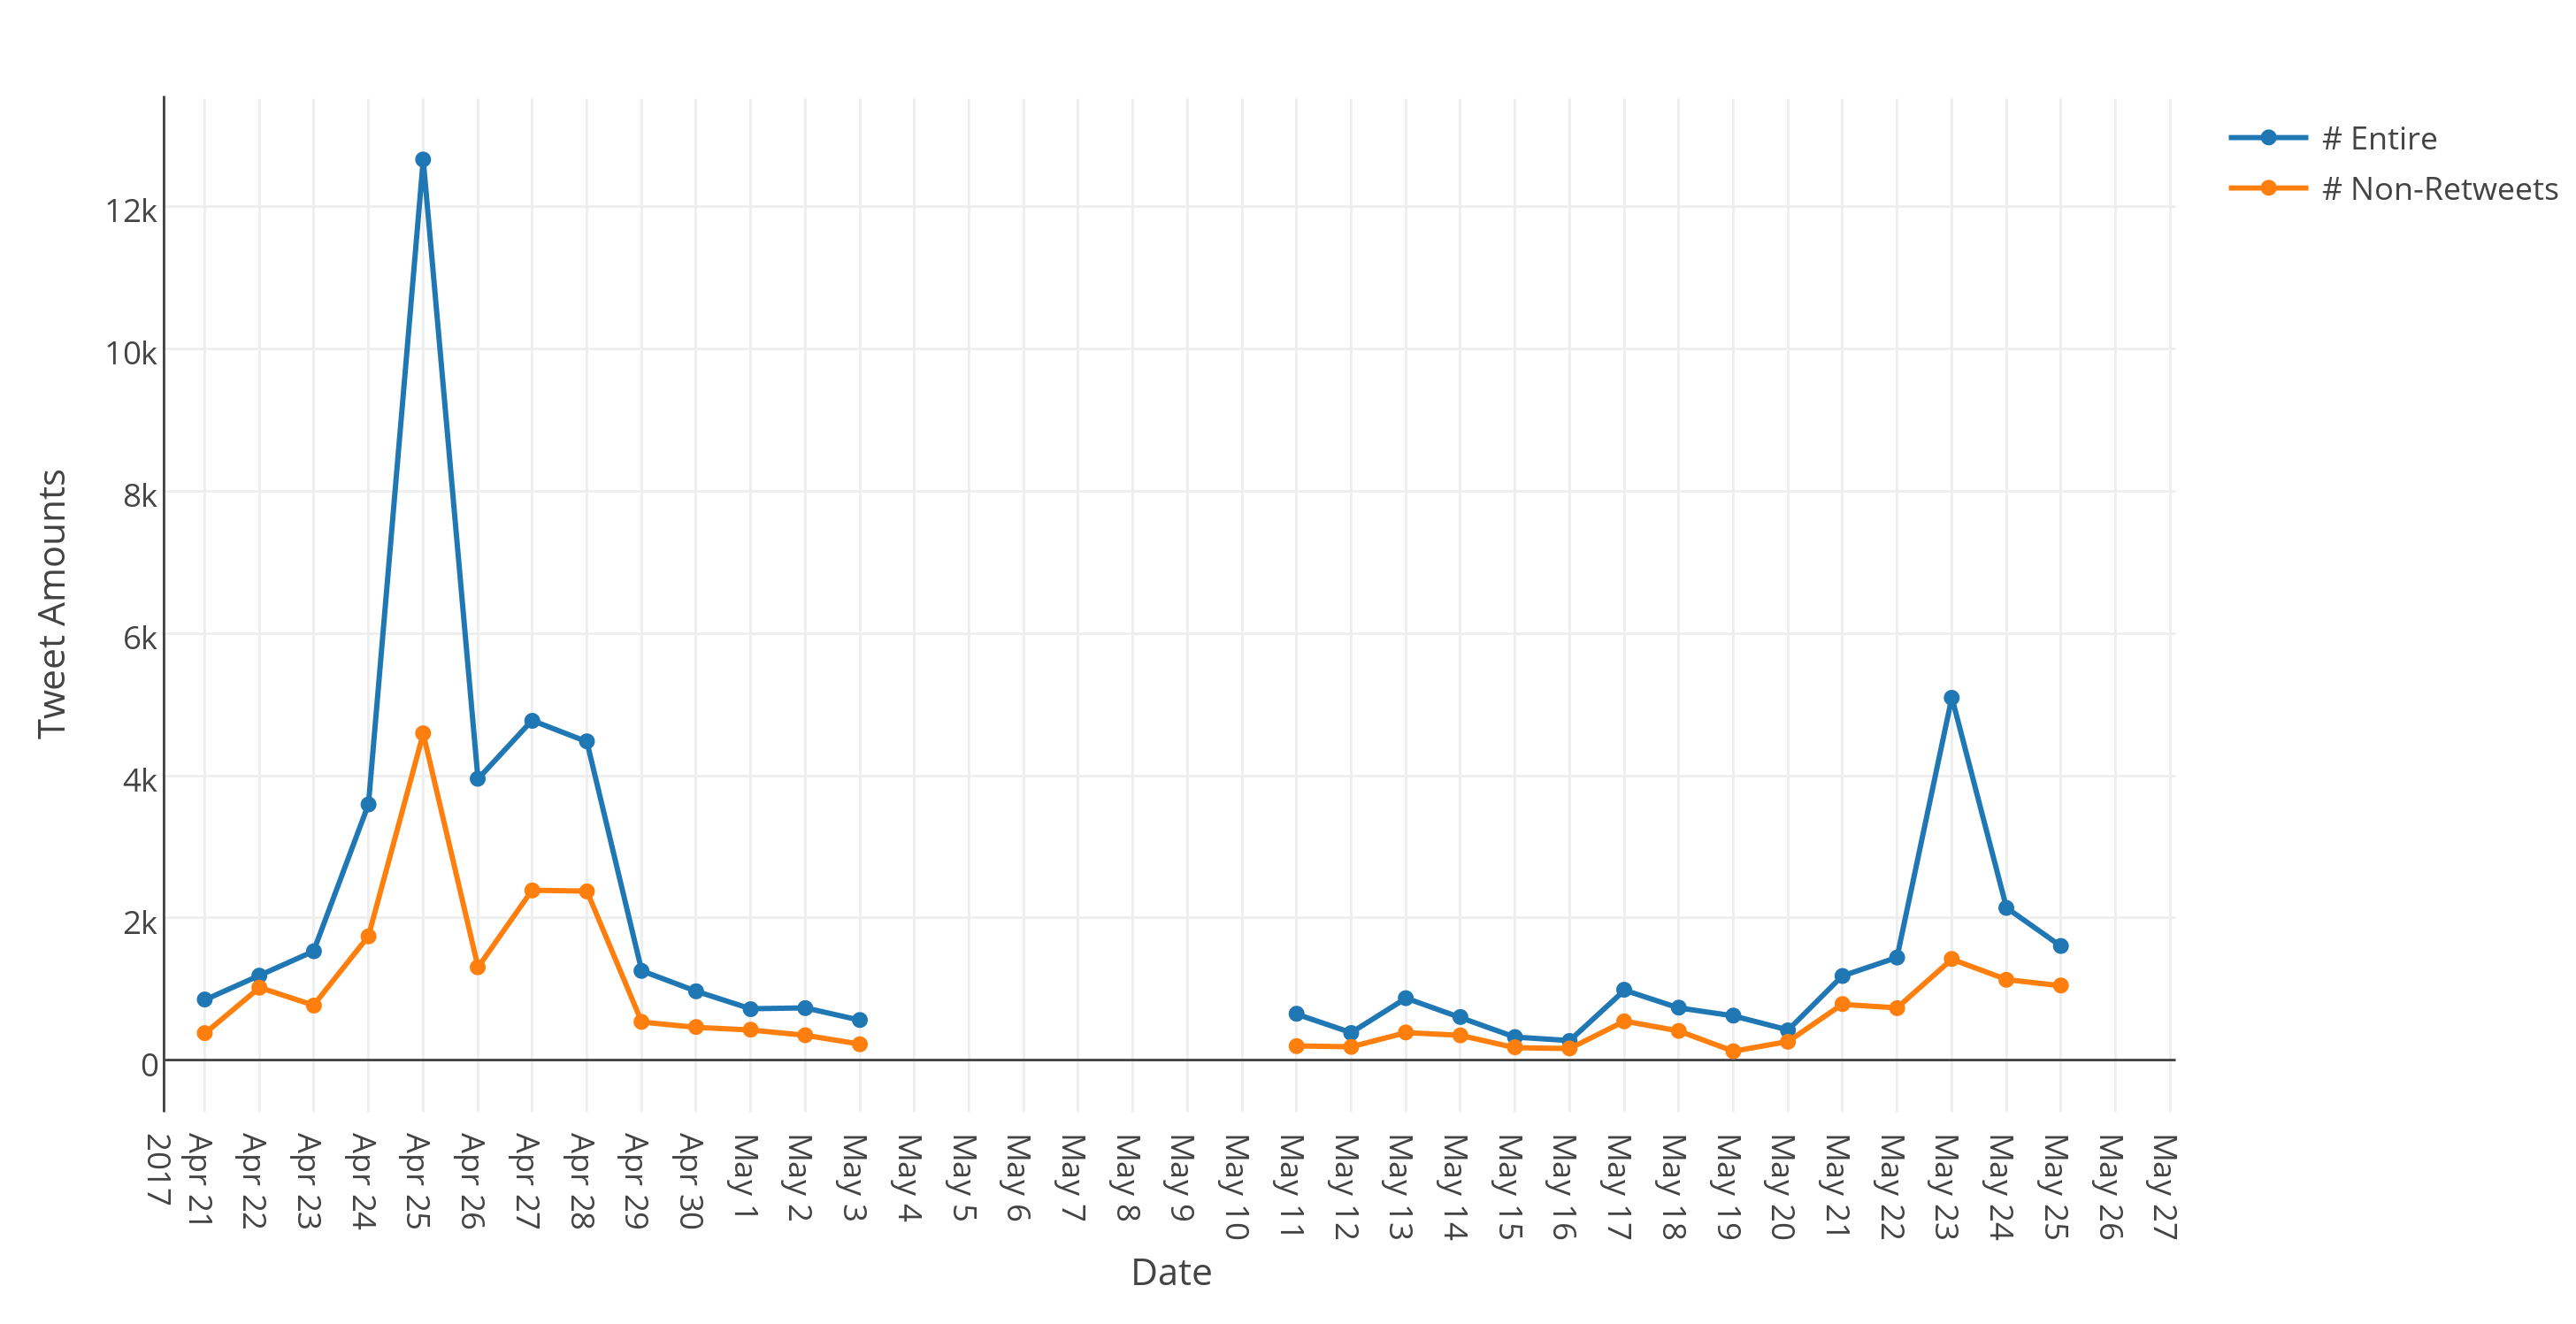 # Entire
# Non-Retweets
12k
10k
8k
6k
4k
2k
0
Tweet Amounts
Apr 21
2017
Apr 22
Apr 23
Apr 24
Apr 25
Apr 26
Apr 27
Apr 28
Apr 29
Apr 30
May 1
May 2
May 3
May 4
May 5
May 6
May 7
May 8
May 9
May 10
May 11
May 12
May 13
May 14
May 15
May 16
May 17
May 18
May 19
May 20
May 21
May 22
May 23
May 24
May 25
May 26
May 27
Date